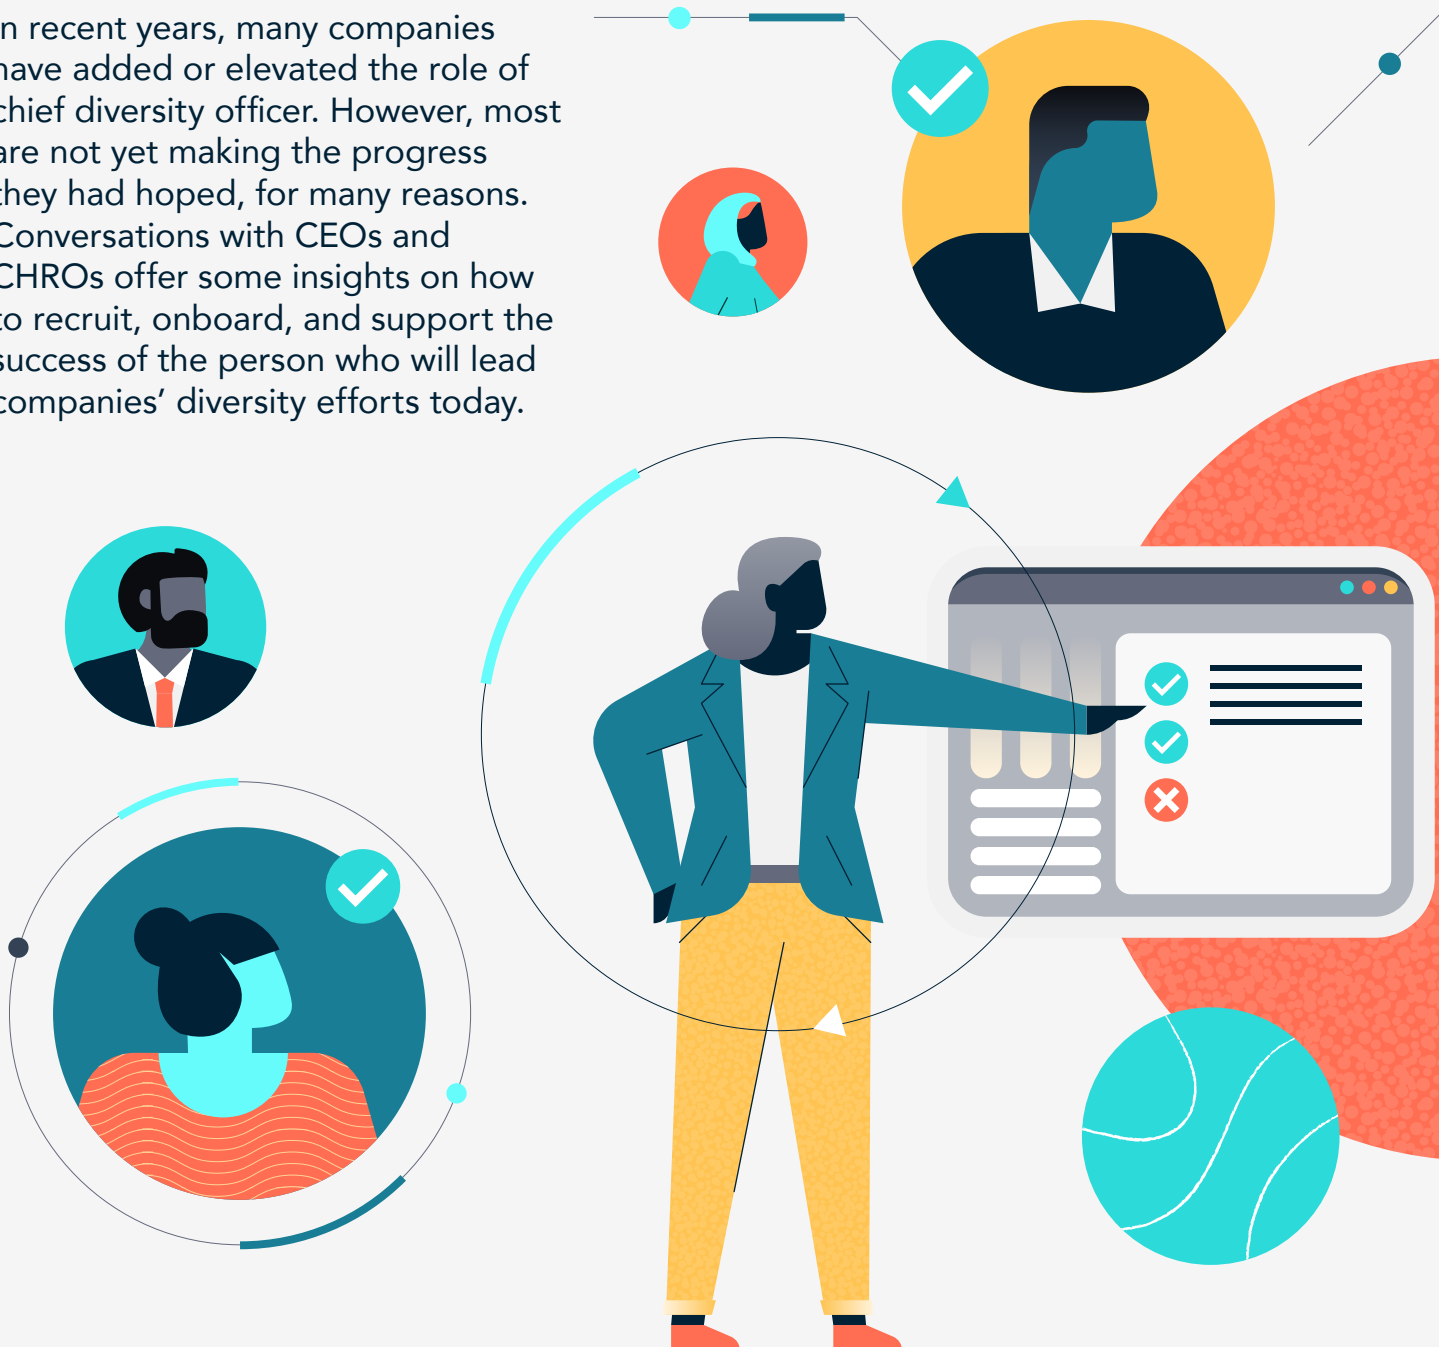 n recent years, many companies
have added or elevated the role of
chief diversity officer. However, most
are not yet making the progress
they had hoped, for many reasons.
Conversations with CEOs and
CHROs offer some insights on how
to recruit, onboard, and support the
success of the person who will lead
companies’ diversity efforts today.